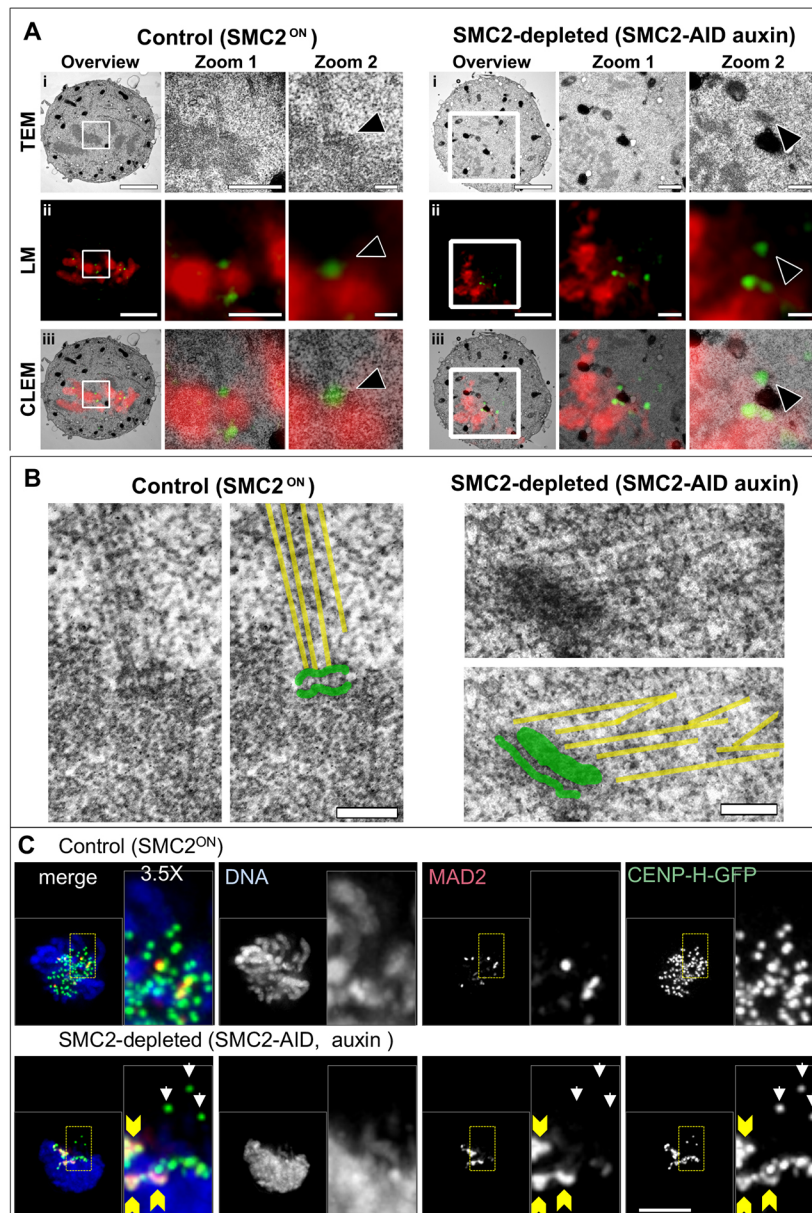 A
Control (SMC2ᴼᴺ)
SMC2-depleted (SMC2-AID auxin)
Overview Zoom 1 Zoom 2
Overview Zoom 1 Zoom 2
TEM
i
i
LM
ii
ii
CLEM
iii
iii
B
Control (SMC2ᴼᴺ)
SMC2-depleted (SMC2-AID auxin)
C
Control (SMC2ᴼᴺ)
merge 3.5X DNA MAD2 CENP-H-GFP
SMC2-depleted (SMC2-AID, auxin )